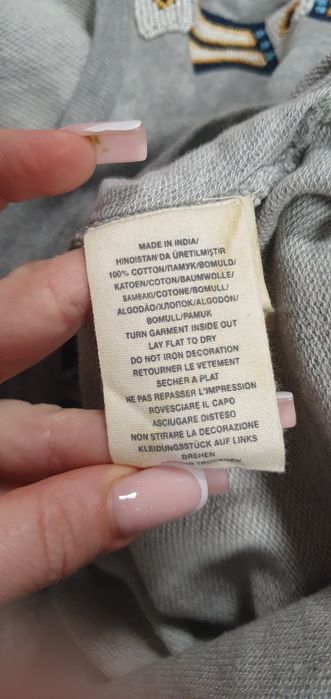 MADE IN INDIA/
HINDISTAN'DA ÜRETILMIŞTIR
100% COTTON/ПАМУК/BOMULD/
KATOEN/COTON/BAUMWOLLE/
BAMBAKI/COTONE/BOMULL/
ALGODÃO/ХЛОПОК/ALGODÓN/
BOMULL/PAMUK
TURN GARMENT INSIDE OUT
LAY FLAT TO DRY
DO NOT IRON DECORATION
RETOURNER LE VETEMENT
SECHER A PLAT
NE PAS REPASSER L'IMPRESSION
ROVESCIARE IL CAPO
ASCIUGARE DISTESO
NON STIRARE LA DECORAZIONE
KLEIDUNGSSTÜCK AUF LINKS
DREHEN
TROCKNEN